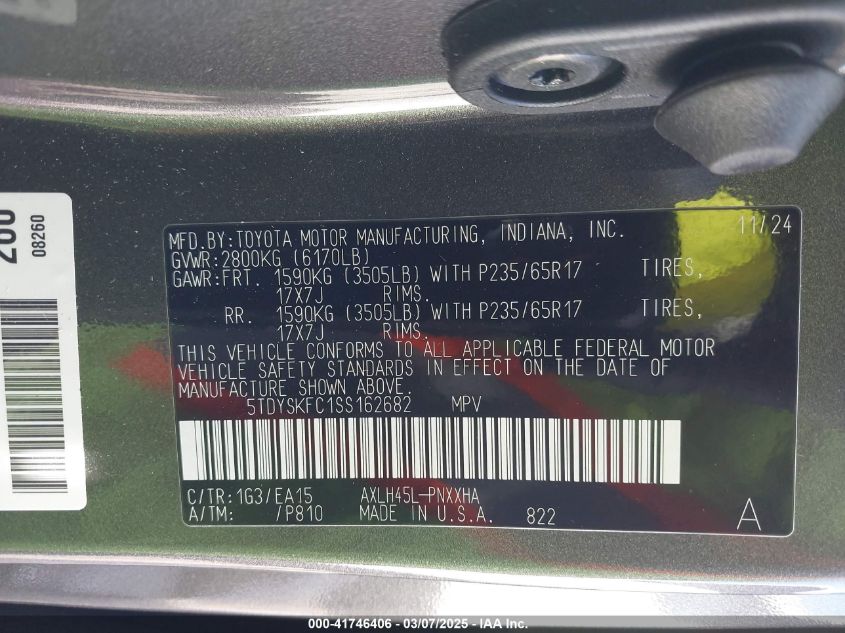 MFD.BY:TOYOTA MOTOR MANUFACTURING, INDIANA, INC. 11/24
GVWR:2800KG (6170LB)
GAWR:FRT. 1590KG (3505LB) WITH P235/65R17 TIRES,
17X7J RIMS.
RR. 1590KG (3505LB) WITH P235/65R17 TIRES,
17X7J RIMS.
THIS VEHICLE CONFORMS TO ALL APPLICABLE FEDERAL MOTOR
VEHICLE SAFETY STANDARDS IN EFFECT ON THE DATE OF
MANUFACTURE SHOWN ABOVE.
5TDYSKFC1SS162682 MPV
C/TR:1G3/EA15 AXLH45L-PNXXHA
A/TM: /P810 MADE IN U.S.A. 822 A
08260
000-41746406 - 03/07/2025 - IAA Inc.